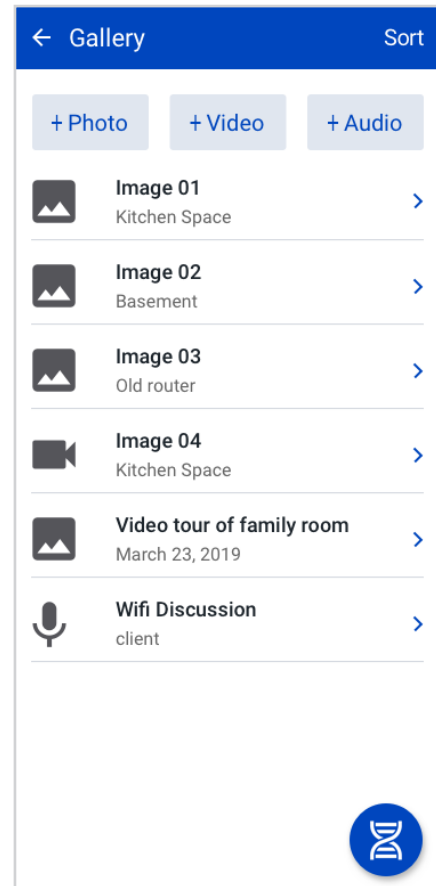 Gallery Sort
+ Photo + Video + Audio
Image 01
Kitchen Space
Image 02
Basement
Image 03
Old router
Image 04
Kitchen Space
Video tour of family room
March 23, 2019
Wifi Discussion
client